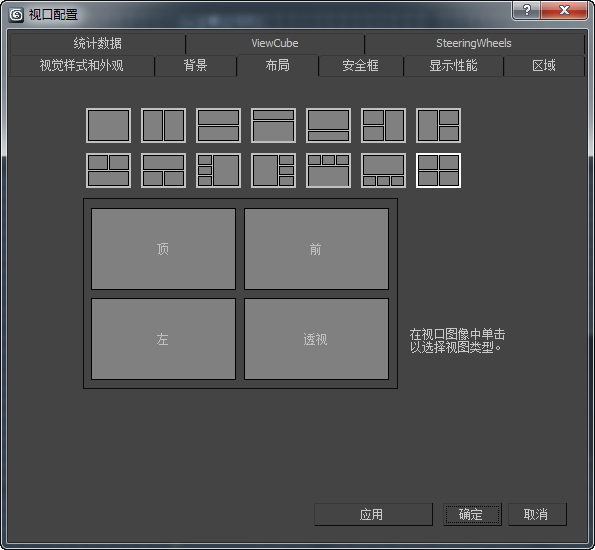 视口配置
统计数据
ViewCube
SteeringWheels
视觉样式和外观
背景
布局
安全框
显示性能
区域
顶
前
左
透视
在视口图像中单击
以选择视图类型。
应用
确定
取消